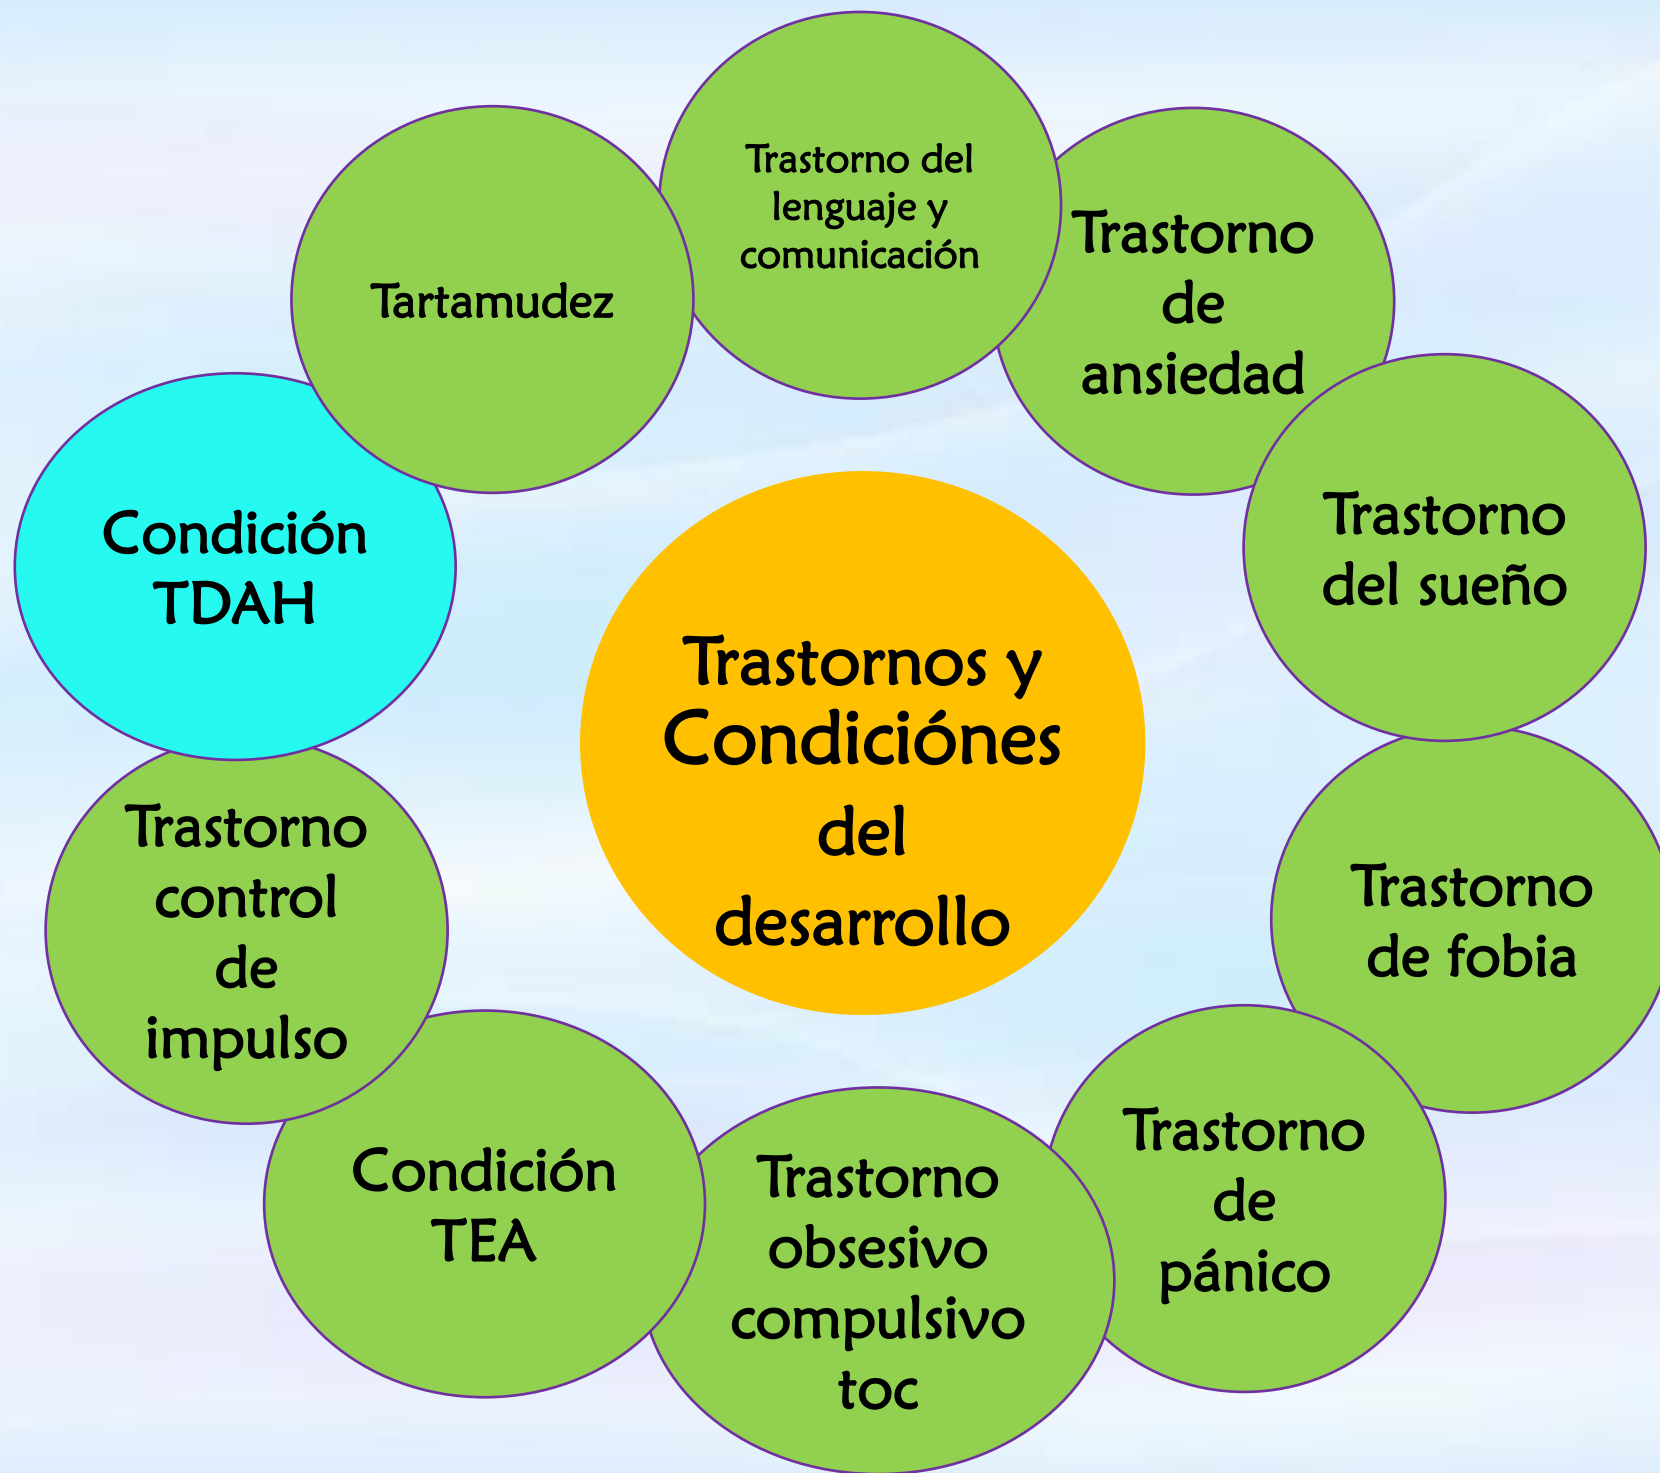 Trastorno del
lenguaje y
comunicación
Trastorno
de
ansiedad
Tartamudez
Trastorno
del sueño
Condición
TDAH
Trastornos y
Condiciónes
del
desarrollo
Trastorno
control
de
impulso
Trastorno
de fobia
Trastorno
de
pánico
Condición
TEA
Trastorno
obsesivo
compulsivo
toc